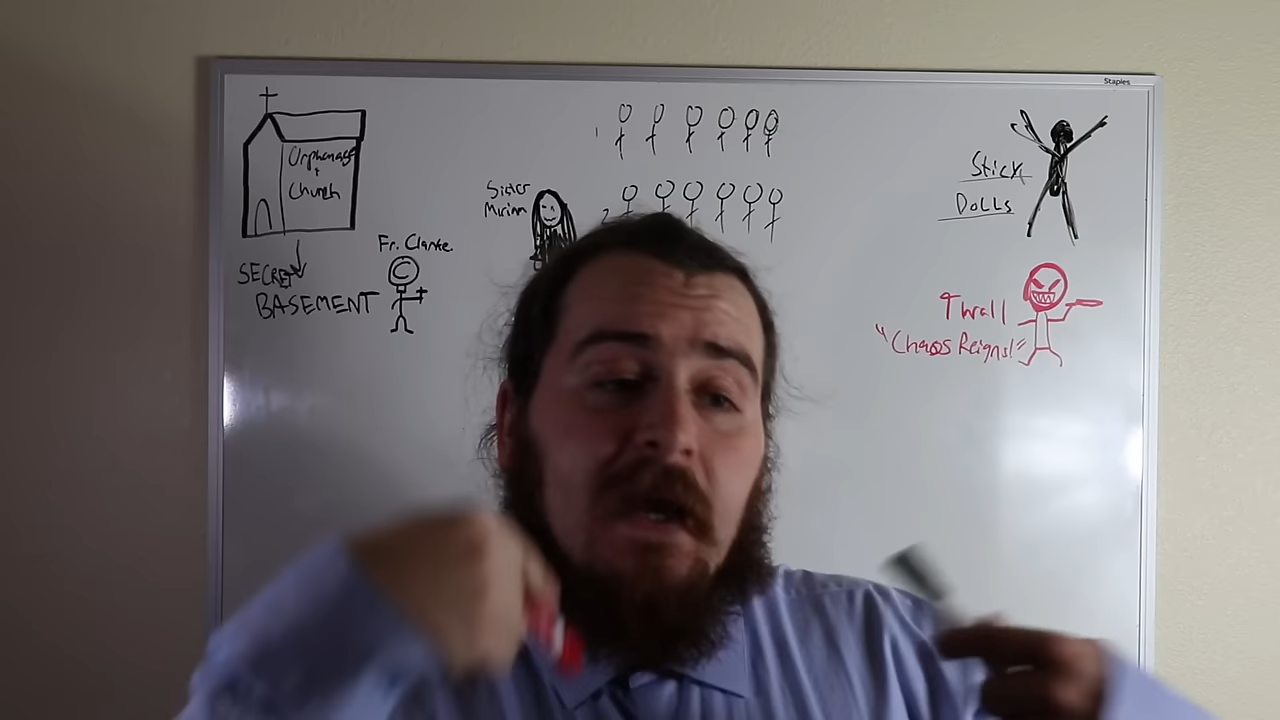 Staples
Orphanage
+
Church
SECRET
BASEMENT
Fr. Clarke
C
Sister
Miriam
1
2
Stick
Dolls
Thrall
"Chaos Reigns!"